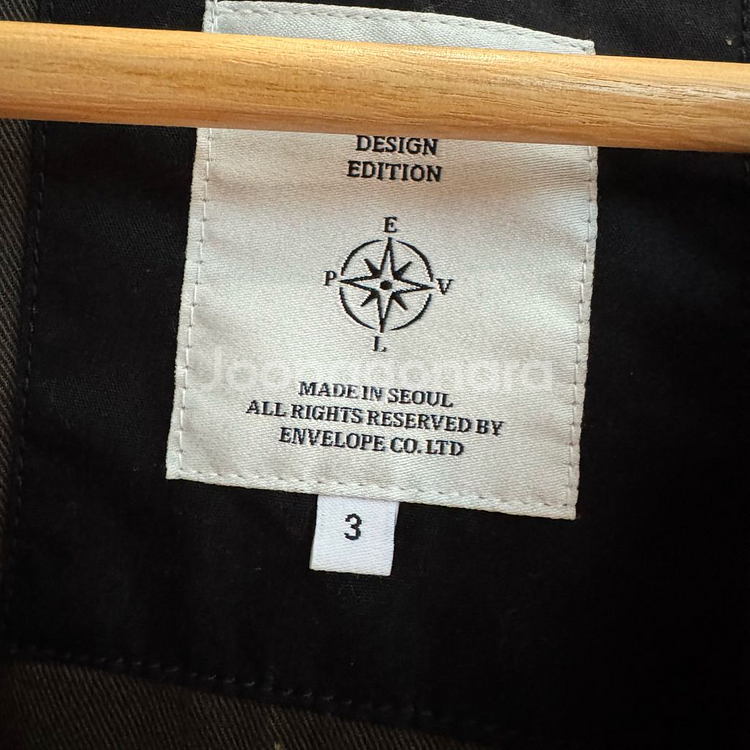 DESIGN
EDITION
E
P V
L
MADE IN SEOUL
ALL RIGHTS RESERVED BY
ENVELOPE CO. LTD
3